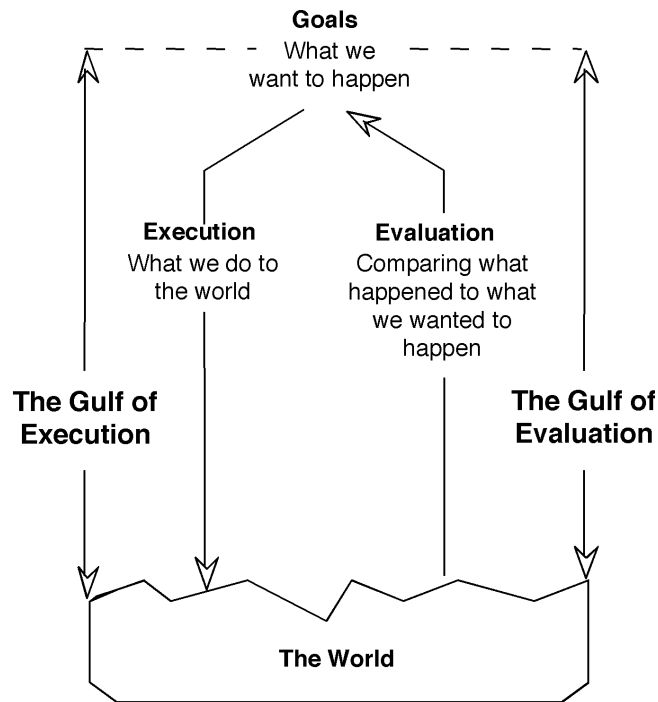 Goals
What we
want to happen
Execution
What we do to
the world
Evaluation
Comparing what
happened to what
we wanted to
happen
The Gulf of
Execution
The Gulf of
Evaluation
The World